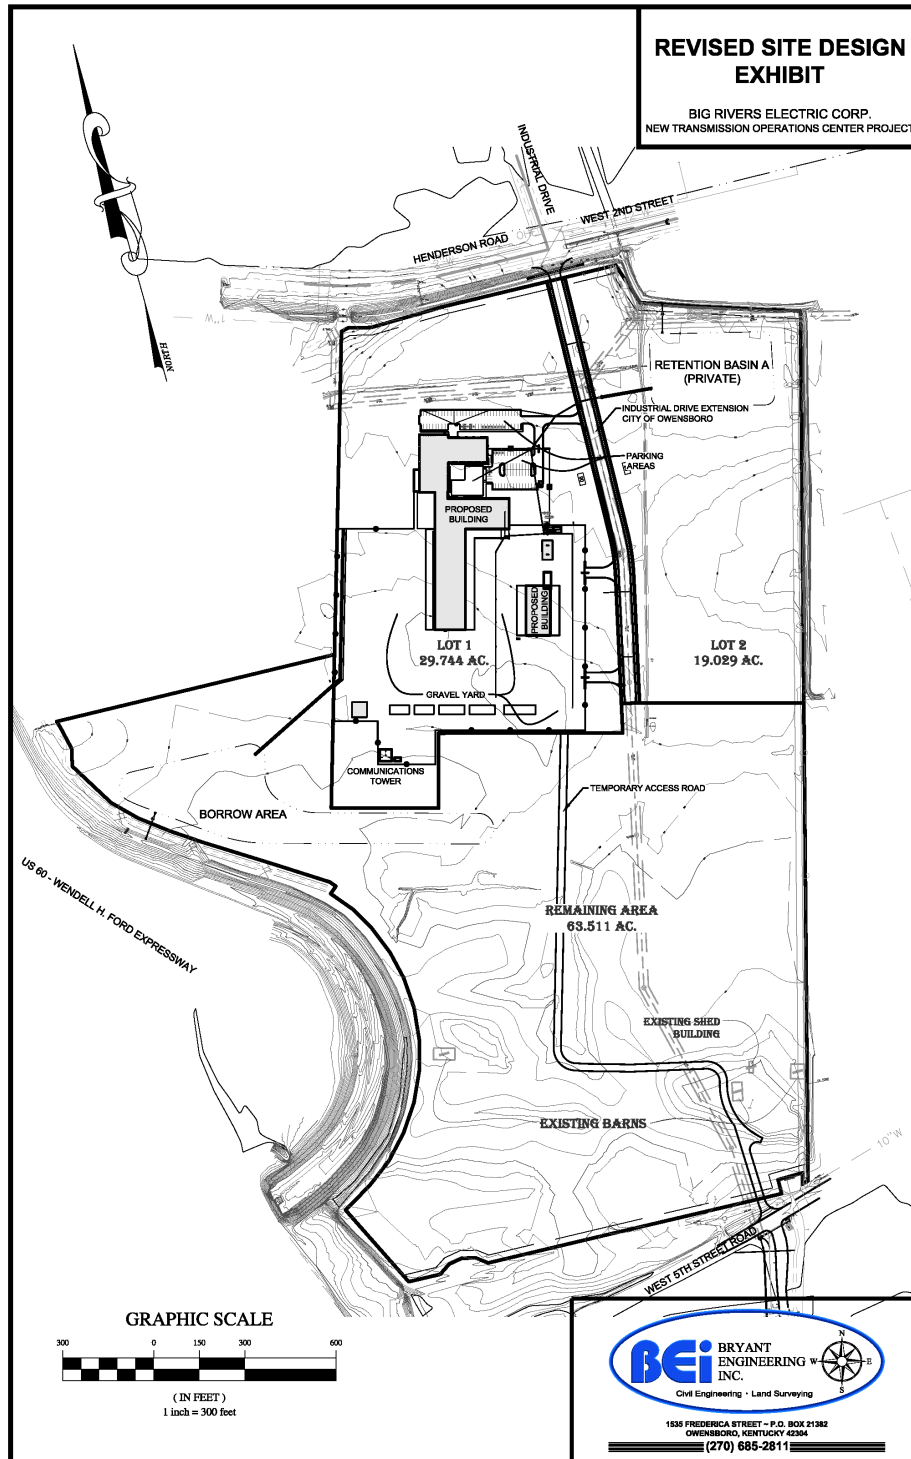 REVISED SITE DESIGN
EXHIBIT
BIG RIVERS ELECTRIC CORP.
NEW TRANSMISSION OPERATIONS CENTER PROJECT
INDUSTRIAL DRIVE
WEST 2ND STREET
HENDERSON ROAD
NORTH
RETENTION BASIN A
(PRIVATE)
INDUSTRIAL DRIVE EXTENSION
CITY OF OWENSBORO
PARKING
AREAS
PROPOSED
BUILDING
PROPOSED
BUILDING
LOT 1
29.744 AC.
LOT 2
19.029 AC.
GRAVEL YARD
COMMUNICATIONS
TOWER
TEMPORARY ACCESS ROAD
BORROW AREA
US 60 - WENDELL H. FORD EXPRESSWAY
REMAINING AREA
63.511 AC.
EXISTING SHED
BUILDING
EXISTING BARNS
10"W
WEST 5TH STREET ROAD
GRAPHIC SCALE
300 0 150 300 600
( IN FEET )
1 inch = 300 feet
BEi
BRYANT
ENGINEERING
INC.
N
W
E
S
Civil Engineering • Land Surveying
1535 FREDERICA STREET ~ P.O. BOX 21382
OWENSBORO, KENTUCKY 42304
(270) 685-2811